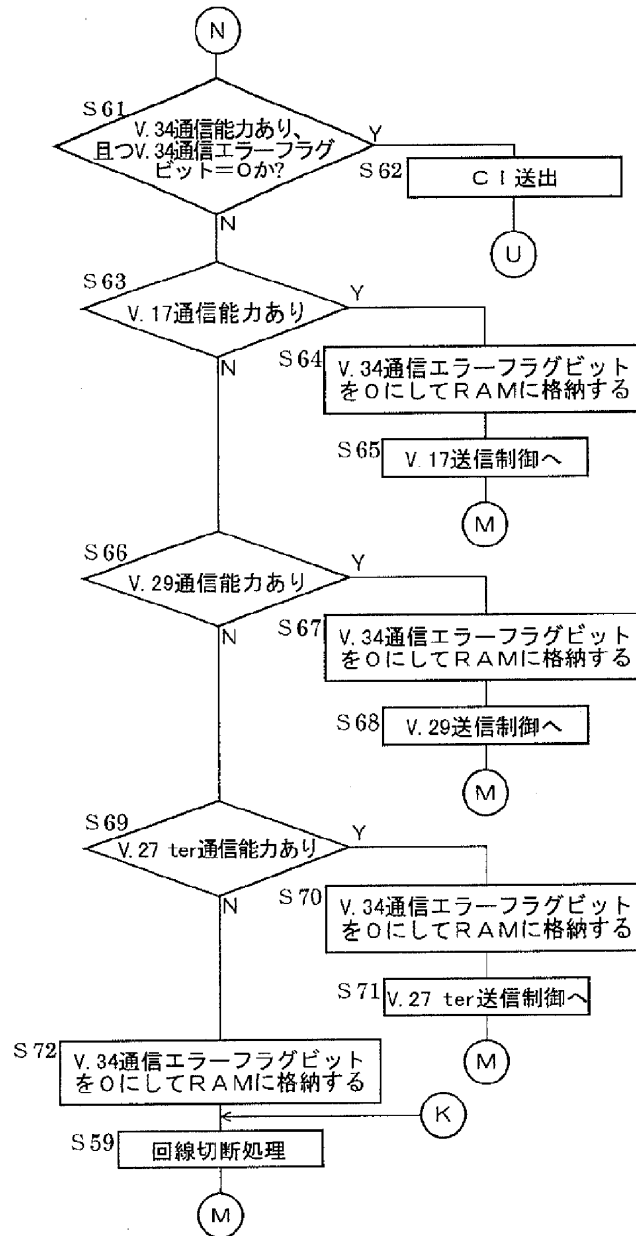 N
S61
V.34通信能力あり、
且つV.34通信エラーフラグ
ビット=0か?
Y
N
S62
CI送出
U
S63
V.17通信能力あり
Y
N
S64
V.34通信エラーフラグビット
を0にしてRAMに格納する
S65
V.17送信制御へ
M
S66
V.29通信能力あり
Y
N
S67
V.34通信エラーフラグビット
を0にしてRAMに格納する
S68
V.29送信制御へ
M
S69
V.27 ter通信能力あり
Y
N
S70
V.34通信エラーフラグビット
を0にしてRAMに格納する
S71
V.27 ter送信制御へ
M
S72
V.34通信エラーフラグビット
を0にしてRAMに格納する
K
S59
回線切断処理
M